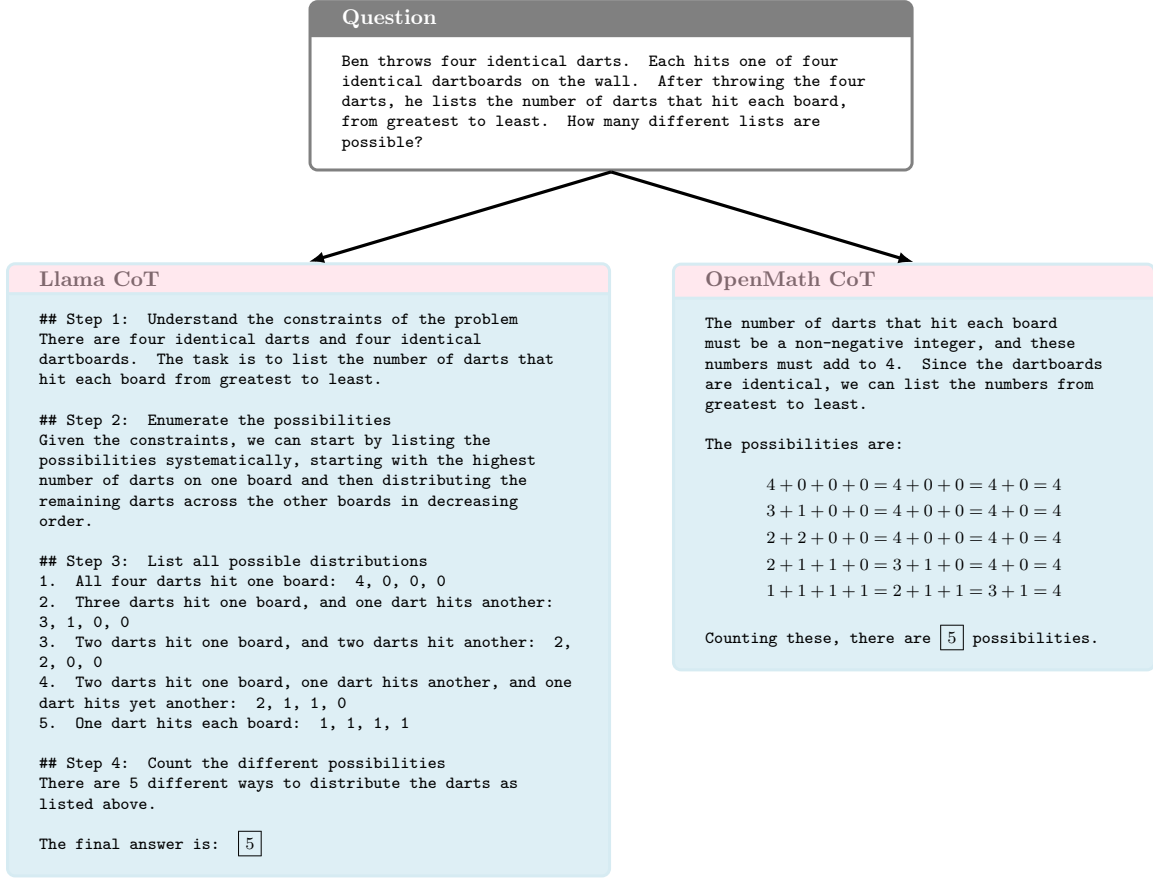 Question
Ben throws four identical darts. Each hits one of four
identical dartboards on the wall. After throwing the four
darts, he lists the number of darts that hit each board,
from greatest to least. How many different lists are
possible?
Llama CoT
## Step 1: Understand the constraints of the problem
There are four identical darts and four identical
dartboards. The task is to list the number of darts that
hit each board from greatest to least.
## Step 2: Enumerate the possibilities
Given the constraints, we can start by listing the
possibilities systematically, starting with the highest
number of darts on one board and then distributing the
remaining darts across the other boards in decreasing
order.
## Step 3: List all possible distributions
1. All four darts hit one board: 4, 0, 0, 0
2. Three darts hit one board, and one dart hits another:
3, 1, 0, 0
3. Two darts hit one board, and two darts hit another: 2,
2, 0, 0
4. Two darts hit one board, one dart hits another, and one
dart hits yet another: 2, 1, 1, 0
5. One dart hits each board: 1, 1, 1, 1
## Step 4: Count the different possibilities
There are 5 different ways to distribute the darts as
listed above.
The final answer is: 5
OpenMath CoT
The number of darts that hit each board
must be a non-negative integer, and these
numbers must add to 4. Since the dartboards
are identical, we can list the numbers from
greatest to least.
The possibilities are:
4 + 0 + 0 + 0 = 4 + 0 + 0 = 4 + 0 = 4
3 + 1 + 0 + 0 = 4 + 0 + 0 = 4 + 0 = 4
2 + 2 + 0 + 0 = 4 + 0 + 0 = 4 + 0 = 4
2 + 1 + 1 + 0 = 3 + 1 + 0 = 4 + 0 = 4
1 + 1 + 1 + 1 = 2 + 1 + 1 = 3 + 1 = 4
Counting these, there are 5 possibilities.